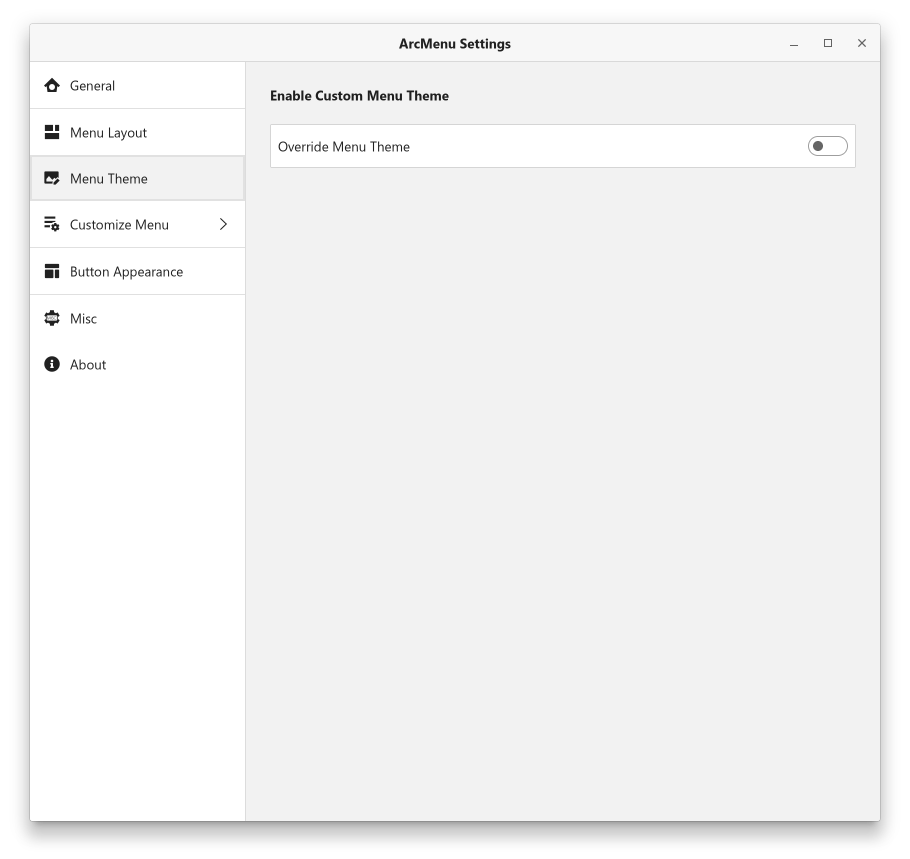 ArcMenu Settings
General
Menu Layout
Menu Theme
Customize Menu
Button Appearance
Misc
About
Enable Custom Menu Theme
Override Menu Theme